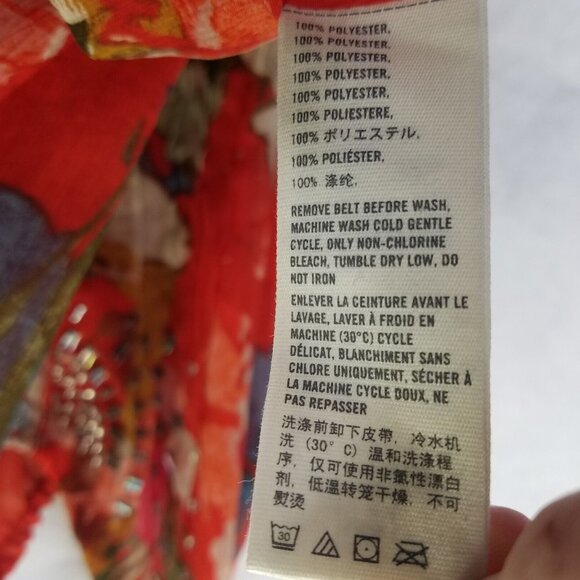 100% POLYESTER,
100% POLYESTER,
100% POLYESTER,
100% POLYESTER,
100% POLYESTER,
100% POLIESTERE,
100% ポリエステル,
100% POLIÉSTER,
100% 涤纶,
REMOVE BELT BEFORE WASH,
MACHINE WASH COLD GENTLE
CYCLE, ONLY NON-CHLORINE
BLEACH, TUMBLE DRY LOW, DO
NOT IRON
ENLEVER LA CEINTURE AVANT LE
LAVAGE, LAVER À FROID EN
MACHINE (30°C) CYCLE
DÉLICAT, BLANCHIMENT SANS
CHLORE UNIQUEMENT, SÉCHER À
LA MACHINE CYCLE DOUX, NE
PAS REPASSER
洗涤前卸下皮帶, 冷水机
洗 (30°C) 温和洗涤程
序, 仅可使用非氯性漂白
剂, 低温转笼干燥, 不可
熨烫
30